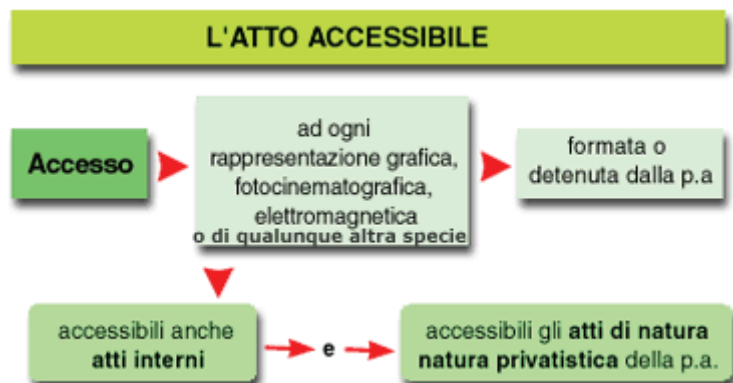 L'ATTO ACCESSIBILE
Accesso
ad ogni
rappresentazione grafica,
fotocinematografica,
elettromagnetica
o di qualunque altra specie
formata o
detenuta dalla p.a
accessibili anche
atti interni
e
accessibili gli atti di natura
natura privatistica della p.a.